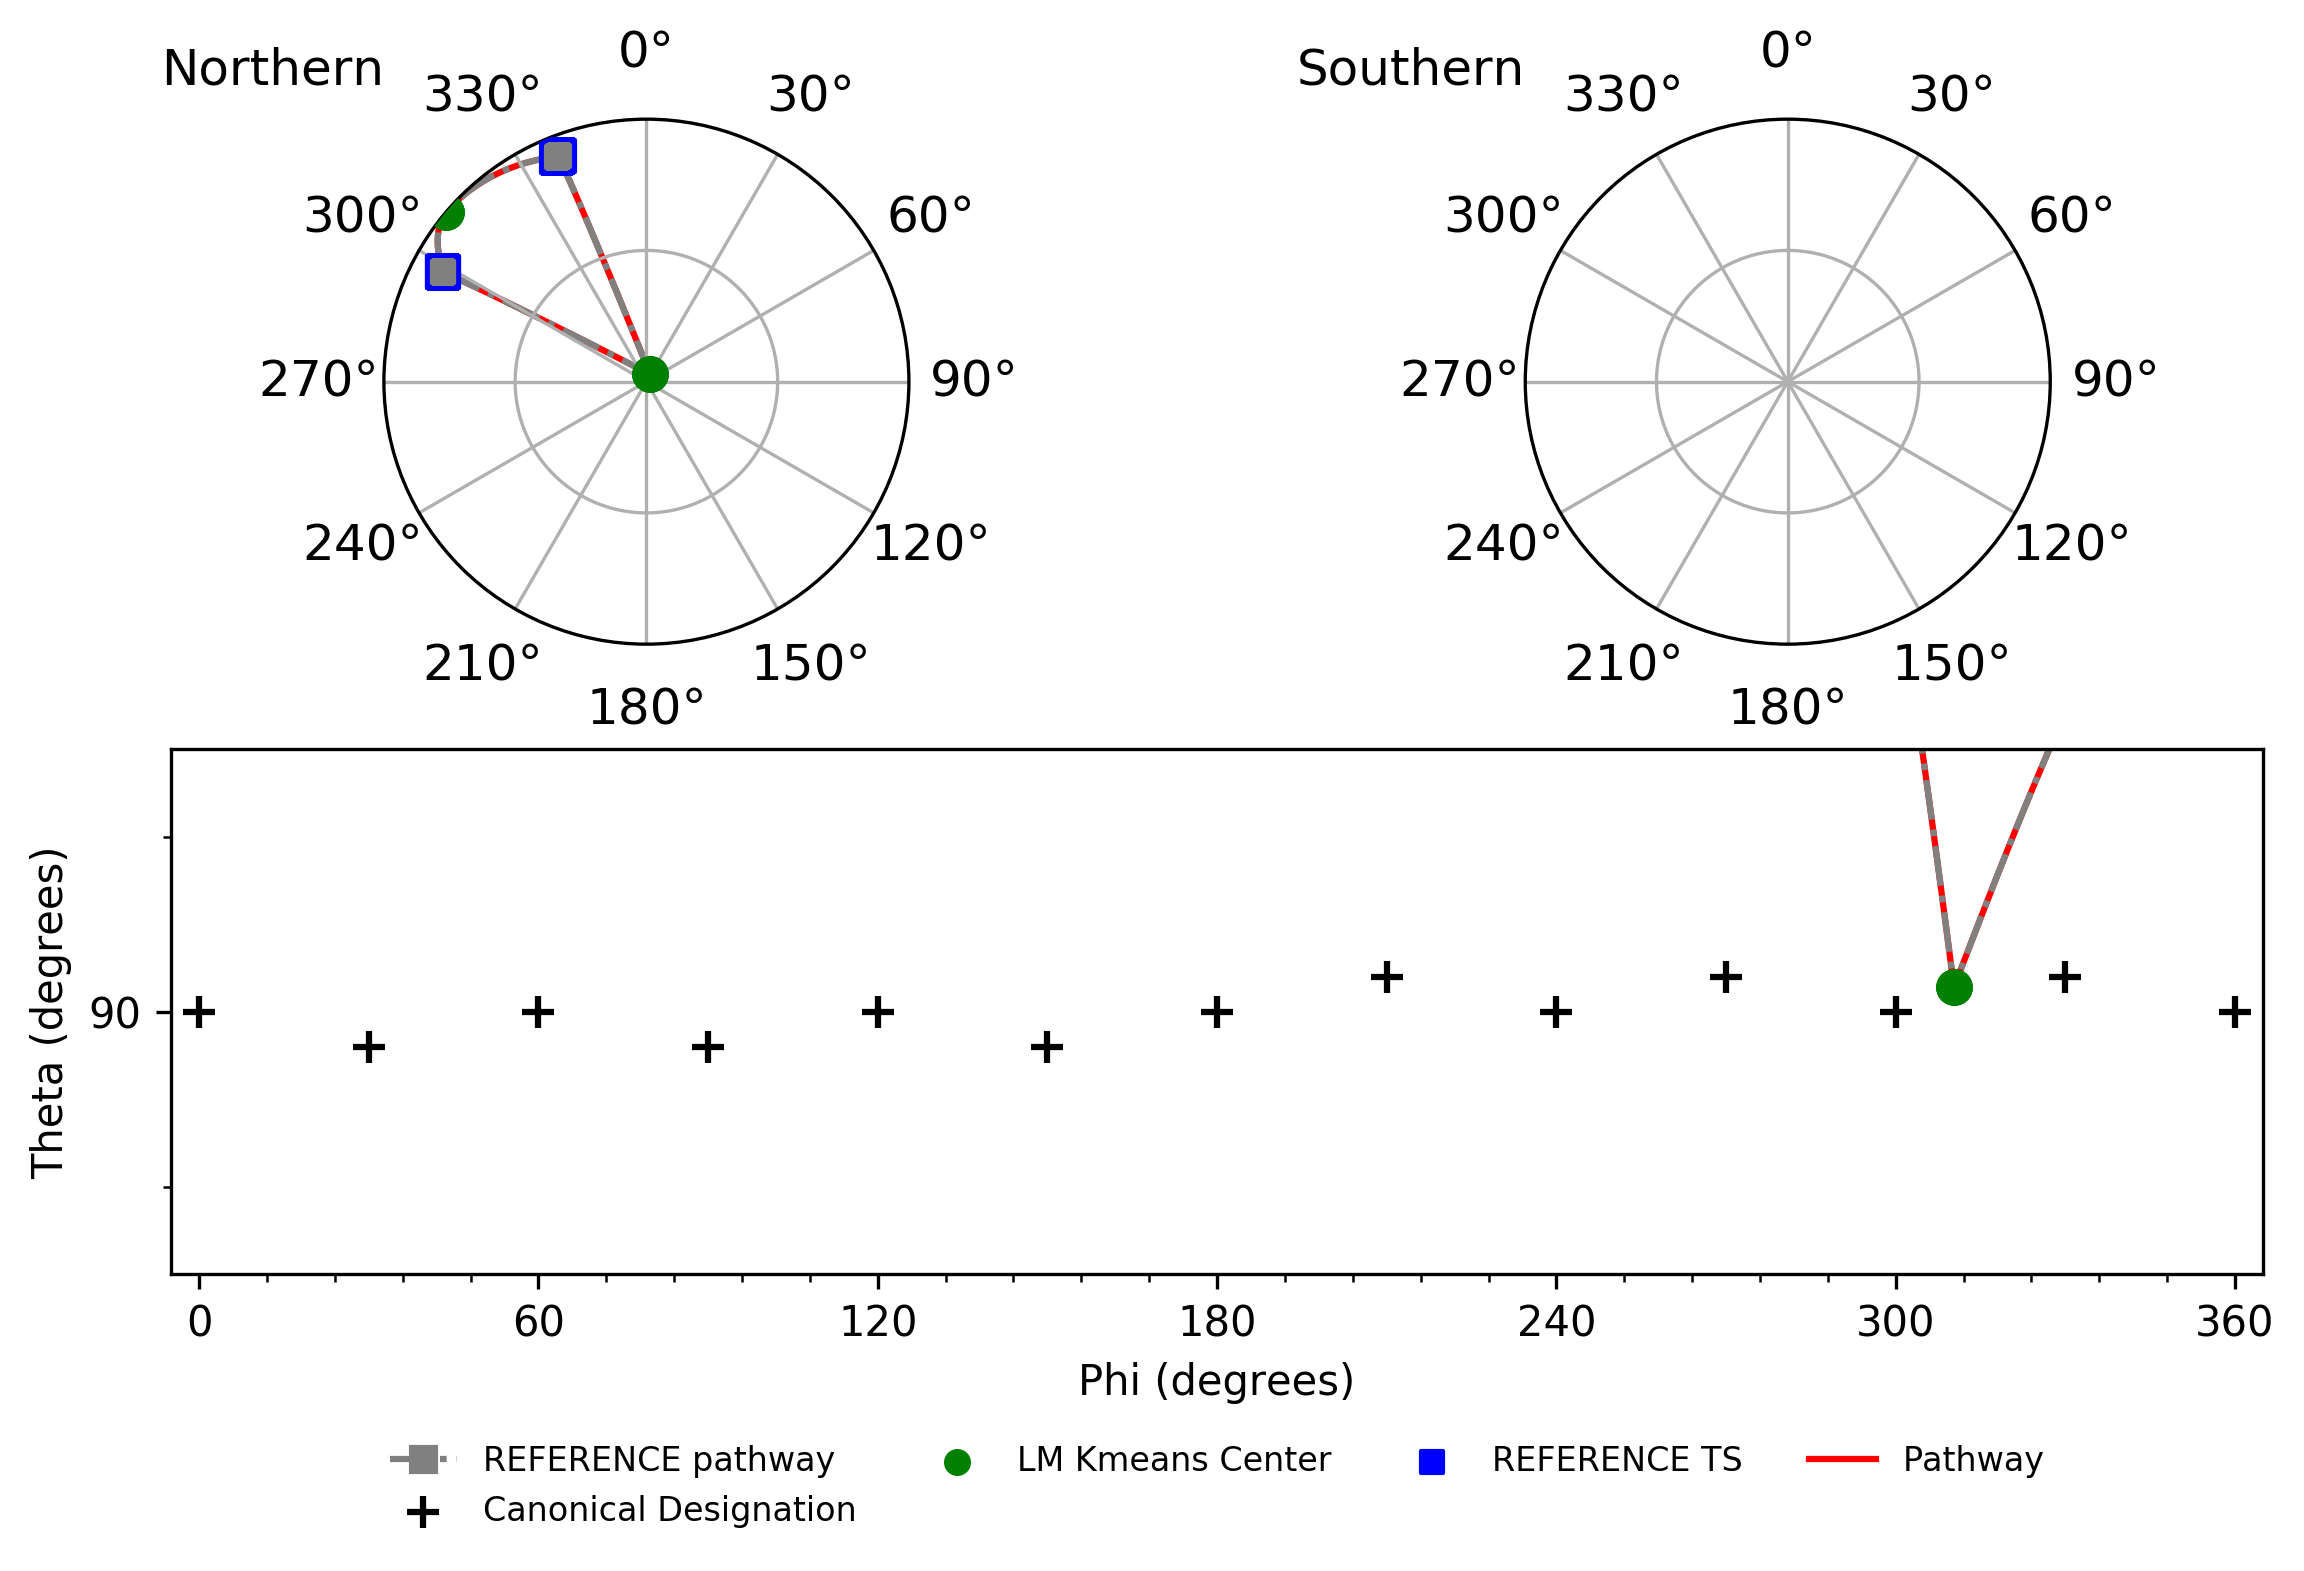 Northern
0°
30°
60°
90°
120°
150°
180°
210°
240°
270°
300°
330°
Southern
0°
30°
60°
90°
120°
150°
180°
210°
240°
270°
300°
330°
Theta (degrees)
90
0 60 120 180 240 300 360
Phi (degrees)
REFERENCE pathway
Canonical Designation
LM Kmeans Center
REFERENCE TS
Pathway